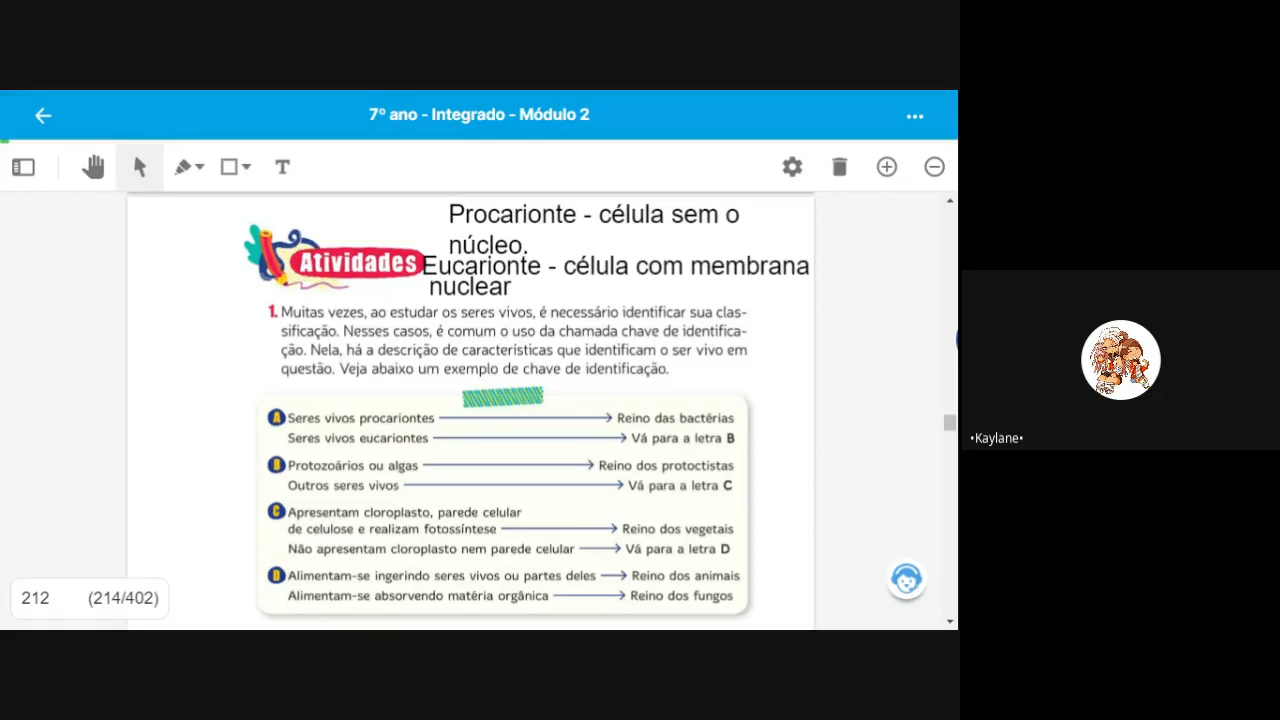 7º ano - Integrado - Módulo 2
T
Procarionte - célula sem o
núcleo.
Atividades
Eucarionte - célula com membrana
nuclear
1. Muitas vezes, ao estudar os seres vivos, é necessário identificar sua clas-
sificação. Nesses casos, é comum o uso da chamada chave de identifica-
ção. Nela, há a descrição de características que identificam o ser vivo em
questão. Veja abaixo um exemplo de chave de identificação.
A Seres vivos procariontes → Reino das bactérias
Seres vivos eucariontes → Vá para a letra B
B Protozoários ou algas → Reino dos protoctistas
Outros seres vivos → Vá para a letra C
C Apresentam cloroplasto, parede celular
de celulose e realizam fotossíntese → Reino dos vegetais
Não apresentam cloroplasto nem parede celular → Vá para a letra D
D Alimentam-se ingerindo seres vivos ou partes deles → Reino dos animais
Alimentam-se absorvendo matéria orgânica → Reino dos fungos
212 (214/402)
•Kaylane•